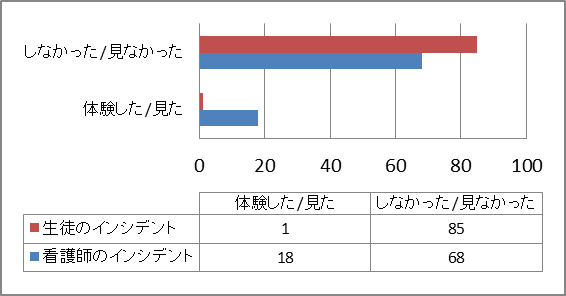 しなかった/見なかった
体験した/見た
0 20 40 60 80 100
体験した/見た しなかった/見なかった
生徒のインシデント 1 85
看護師のインシデント 18 68